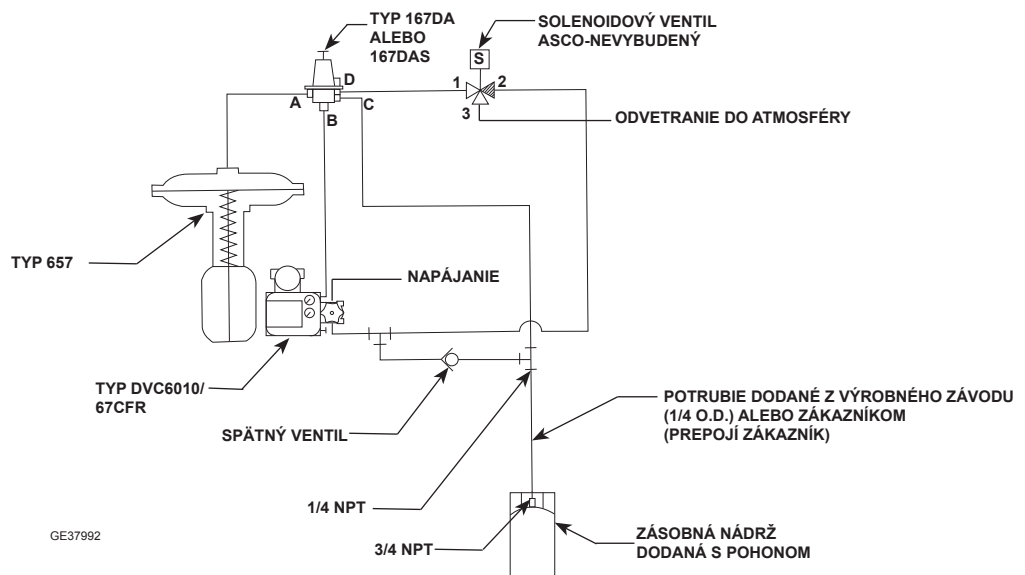 TYP 167DA
ALEBO
167DAS
SOLENOIDOVÝ VENTIL
ASCO-NEVYBUDENÝ
S
D
1
2
A
C
3
B
ODVETRANIE DO ATMOSFÉRY
TYP 657
NAPÁJANIE
TYP DVC6010/
67CFR
SPÄTNÝ VENTIL
POTRUBIE DODANÉ Z VÝROBNÉHO ZÁVODU
(1/4 O.D.) ALEBO ZÁKAZNÍKOM
(PREPOJÍ ZÁKAZNÍK)
1/4 NPT
GE37992
3/4 NPT
ZÁSOBNÁ NÁDRŽ
DODANÁ S POHONOM